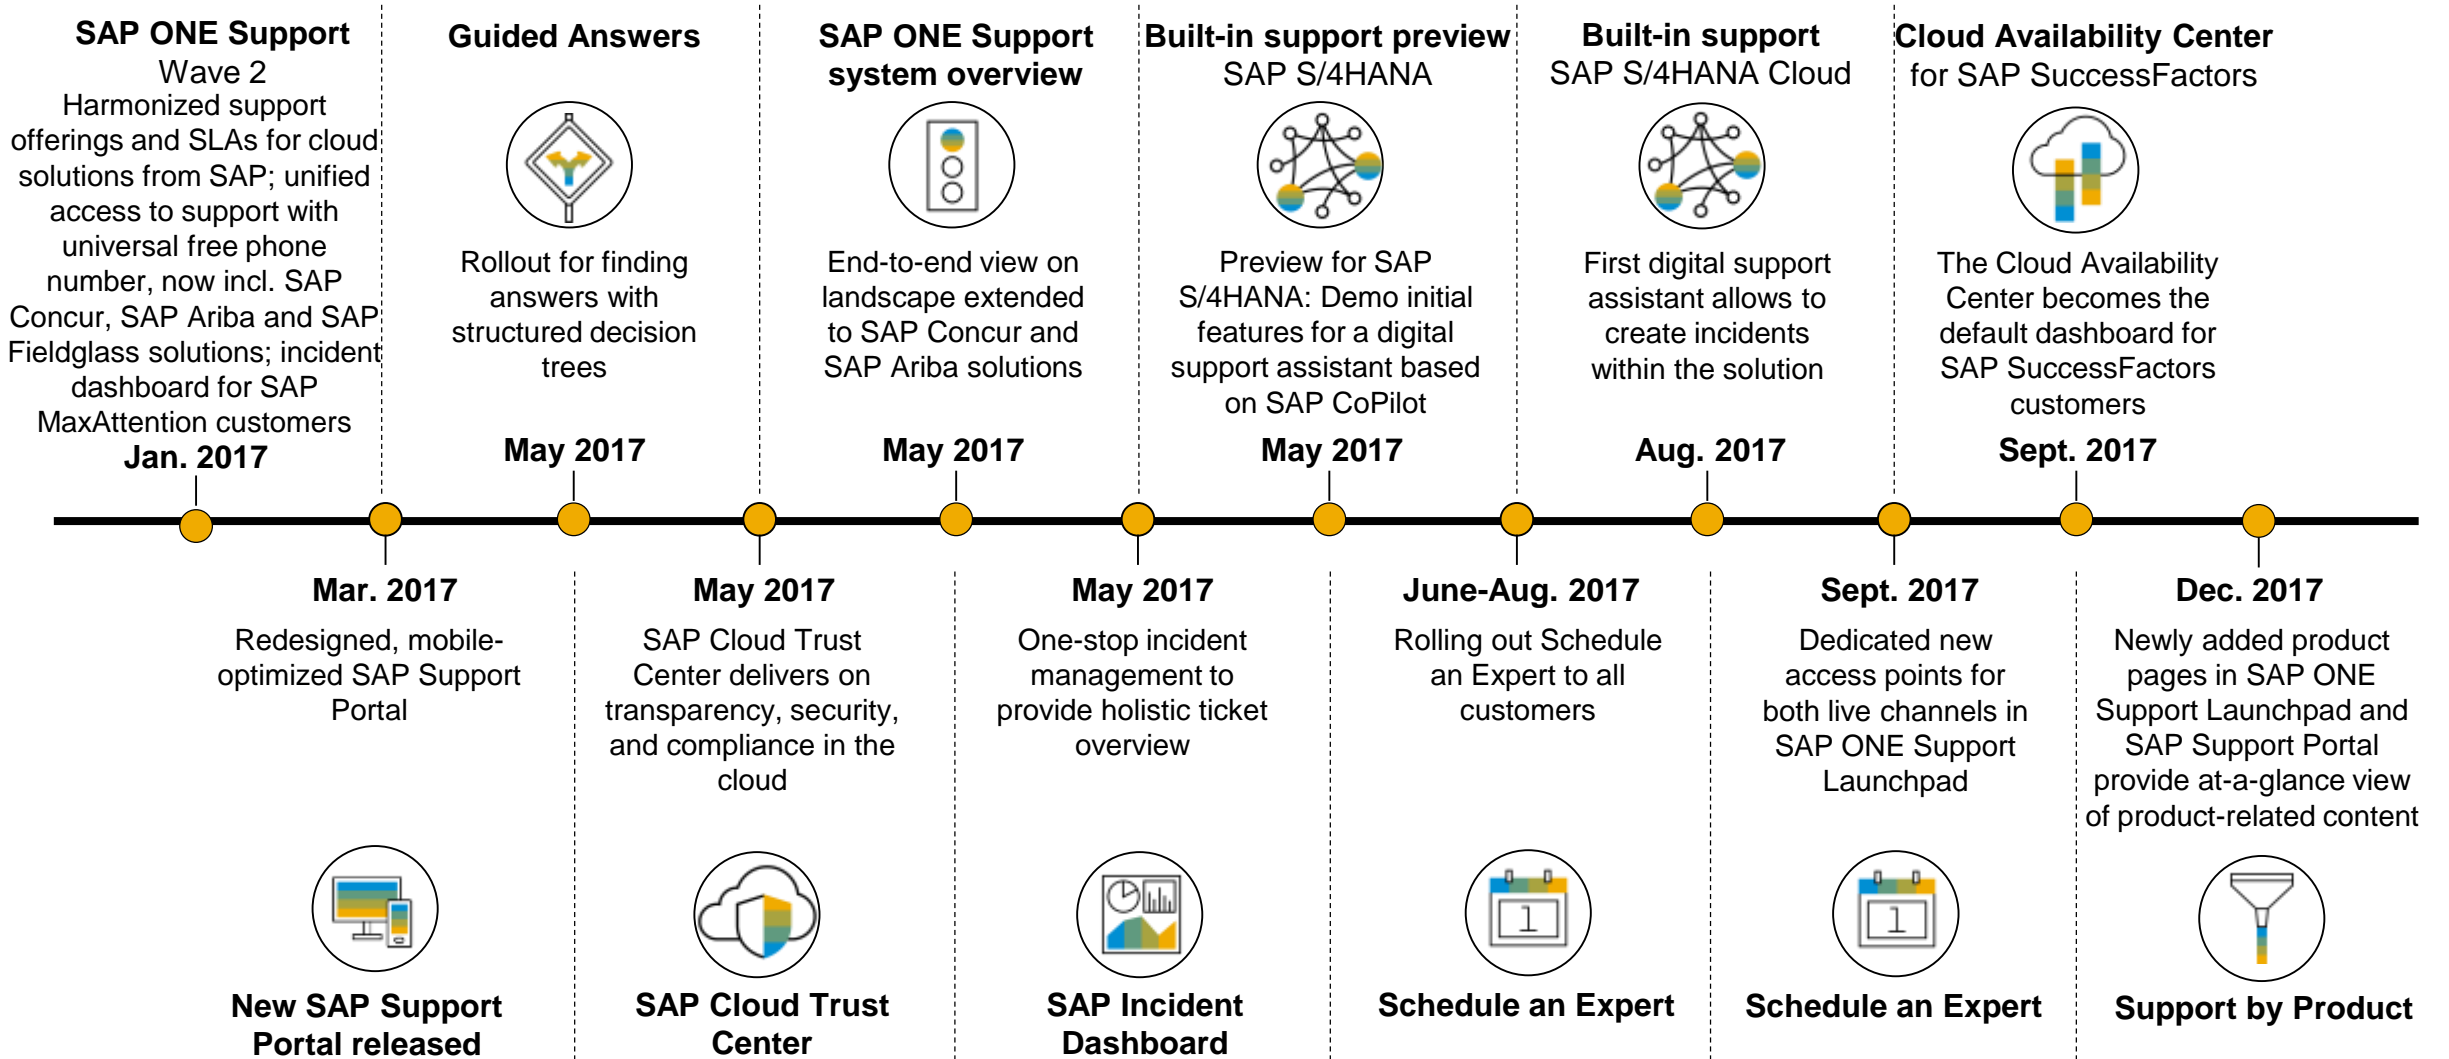 SAP ONE Support
Wave 2
Harmonized support
offerings and SLAs for cloud
solutions from SAP; unified
access to support with
universal free phone
number, now incl. SAP
Concur, SAP Ariba and SAP
Fieldglass solutions; incident
dashboard for SAP
MaxAttention customers
Jan. 2017
Guided Answers
Rollout for finding
answers with
structured decision
trees
May 2017
SAP ONE Support
system overview
End-to-end view on
landscape extended
to SAP Concur and
SAP Ariba solutions
May 2017
Built-in support preview
SAP S/4HANA
Preview for SAP
S/4HANA: Demo initial
features for a digital
support assistant based
on SAP CoPilot
May 2017
Built-in support
SAP S/4HANA Cloud
First digital support
assistant allows to
create incidents
within the solution
Aug. 2017
Cloud Availability Center
for SAP SuccessFactors
The Cloud Availability
Center becomes the
default dashboard for
SAP SuccessFactors
customers
Sept. 2017
Mar. 2017
Redesigned, mobile-
optimized SAP Support
Portal
New SAP Support
Portal released
May 2017
SAP Cloud Trust
Center delivers on
transparency, security,
and compliance in the
cloud
SAP Cloud Trust
Center
May 2017
One-stop incident
management to
provide holistic ticket
overview
SAP Incident
Dashboard
June-Aug. 2017
Rolling out Schedule
an Expert to all
customers
1
Schedule an Expert
Sept. 2017
Dedicated new
access points for
both live channels in
SAP ONE Support
Launchpad
1
Schedule an Expert
Dec. 2017
Newly added product
pages in SAP ONE
Support Launchpad and
SAP Support Portal
provide at-a-glance view
of product-related content
Support by Product